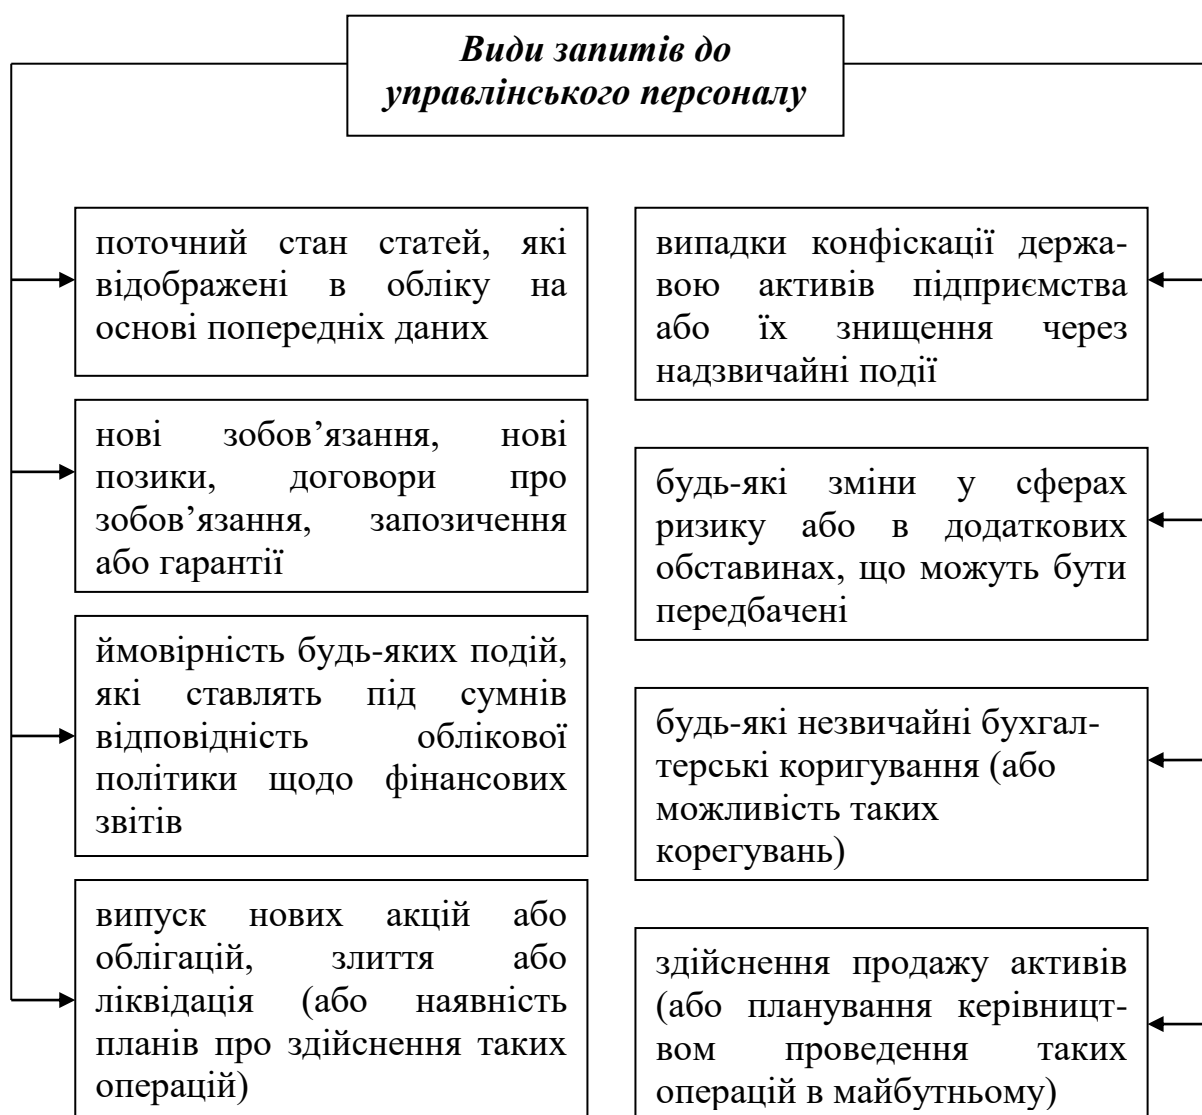 Види запитів до
управлінського персоналу
поточний стан статей, які
відображені в обліку на
основі попередніх даних
нові зобов’язання, нові
позики, договори про
зобов’язання, запозичення
або гарантії
ймовірність будь-яких подій,
які ставлять під сумнів
відповідність облікової
політики щодо фінансових
звітів
випуск нових акцій або
облігацій, злиття або
ліквідація (або наявність
планів про здійснення таких
операцій)
випадки конфіскації держа-
вою активів підприємства
або їх знищення через
надзвичайні події
будь-які зміни у сферах
ризику або в додаткових
обставинах, що можуть бути
передбачені
будь-які незвичайні бухгал-
терські коригування (або
можливість таких
корегувань)
здійснення продажу активів
(або планування керівницт-
вом проведення таких
операцій в майбутньому)